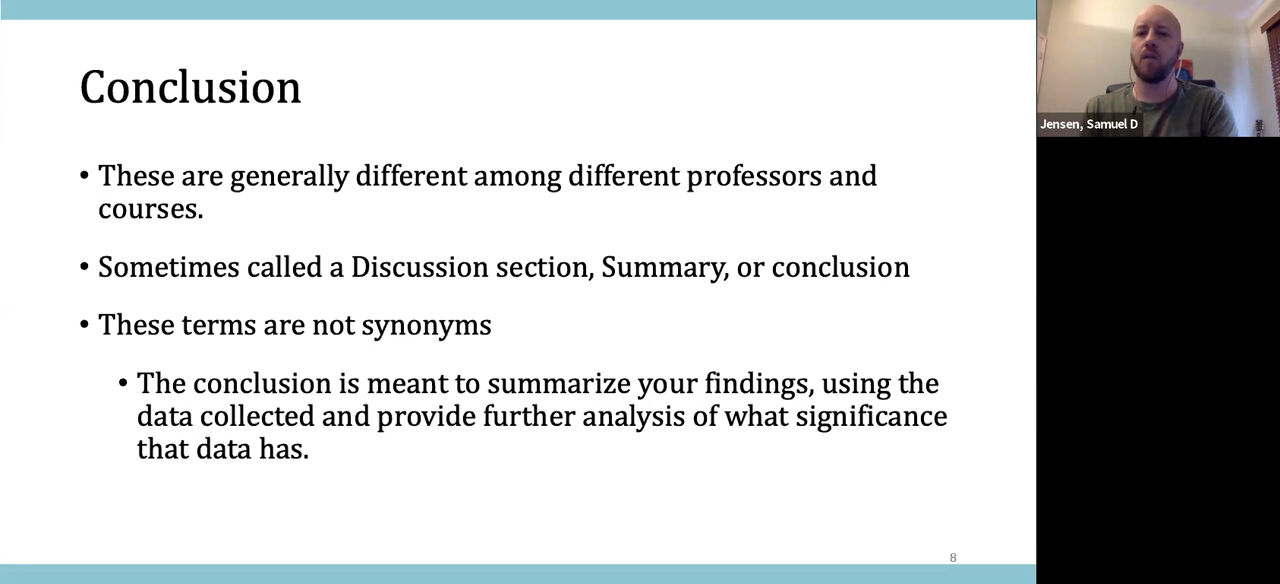 Conclusion
• These are generally different among different professors and
courses.
• Sometimes called a Discussion section, Summary, or conclusion
• These terms are not synonyms
• The conclusion is meant to summarize your findings, using the
data collected and provide further analysis of what significance
that data has.
8
Jensen, Samuel D